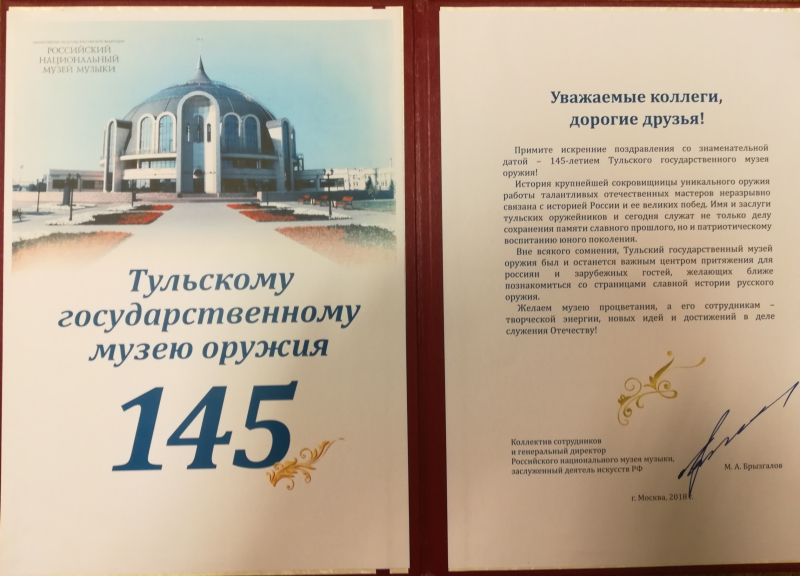 РОССИЙСКИЙ
НАЦИОНАЛЬНЫЙ
МУЗЕЙ МУЗЫКИ
Тульскому
государственному
музею оружия
145
Уважаемые коллеги,
дорогие друзья!
Примите искренние поздравления со знаменательной
датой – 145-летием Тульского государственного музея
оружия!
История крупнейшей сокровищницы уникального оружия
работы талантливых отечественных мастеров неразрывно
связана с историей России и ее великих побед. Имя и заслуги
тульских оружейников и сегодня служат не только делу
сохранения памяти славного прошлого, но и патриотическому
воспитанию юного поколения.
Вне всякого сомнения, Тульский государственный музей
оружия был и останется важным центром притяжения для
россиян и зарубежных гостей, желающих ближе
познакомиться со страницами славной истории русского
оружия.
Желаем музею процветания, а его сотрудникам –
творческой энергии, новых идей и достижений в деле
служения Отечеству!
Коллектив сотрудников
и генеральный директор
Российского национального музея музыки,
заслуженный деятель искусств РФ
М. А. Брызгалов
г. Москва, 2018 г.